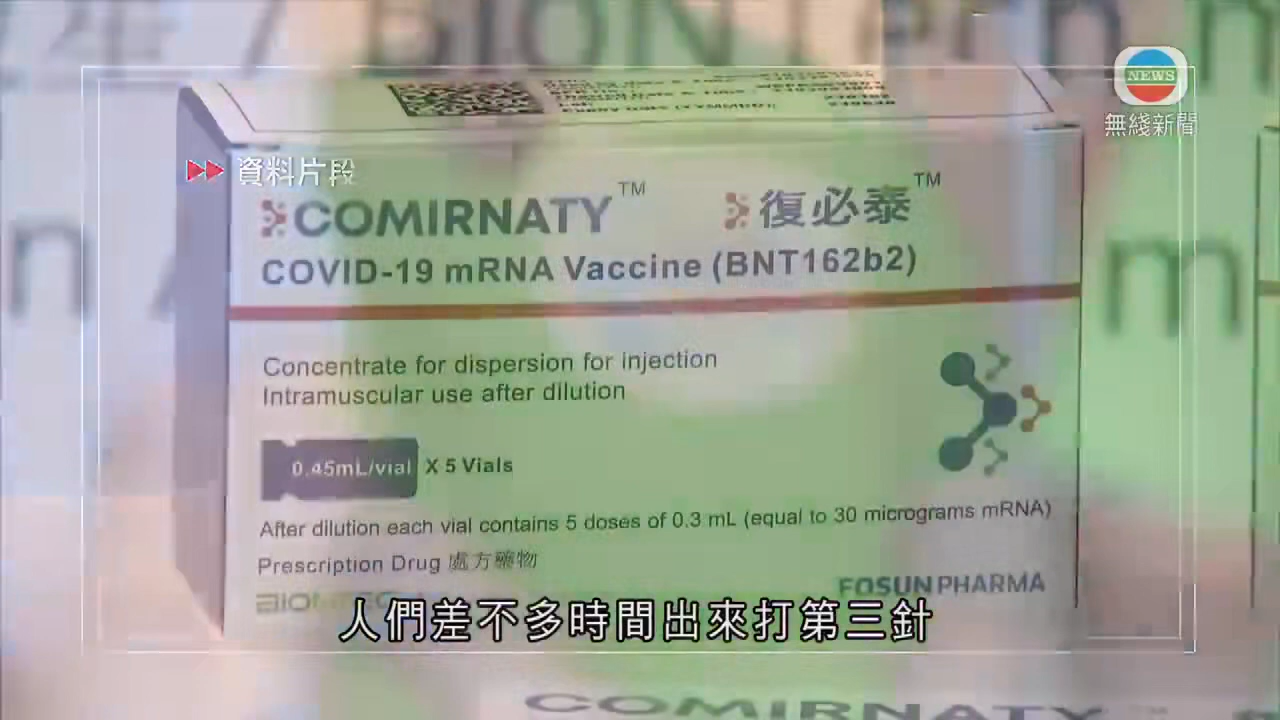 NEWS
無綫新聞
資料片段
COMIRNATY™ 復必泰™
COVID-19 mRNA Vaccine (BNT162b2)
Concentrate for dispersion for injection
Intramuscular use after dilution
0.45mL/vial X 5 Vials
After dilution each vial contains 5 doses of 0.3 mL (equal to 30 micrograms mRNA)
Prescription Drug 處方藥物
FOSUN PHARMA
人們差不多時間出來打第三針
COMIRNATY